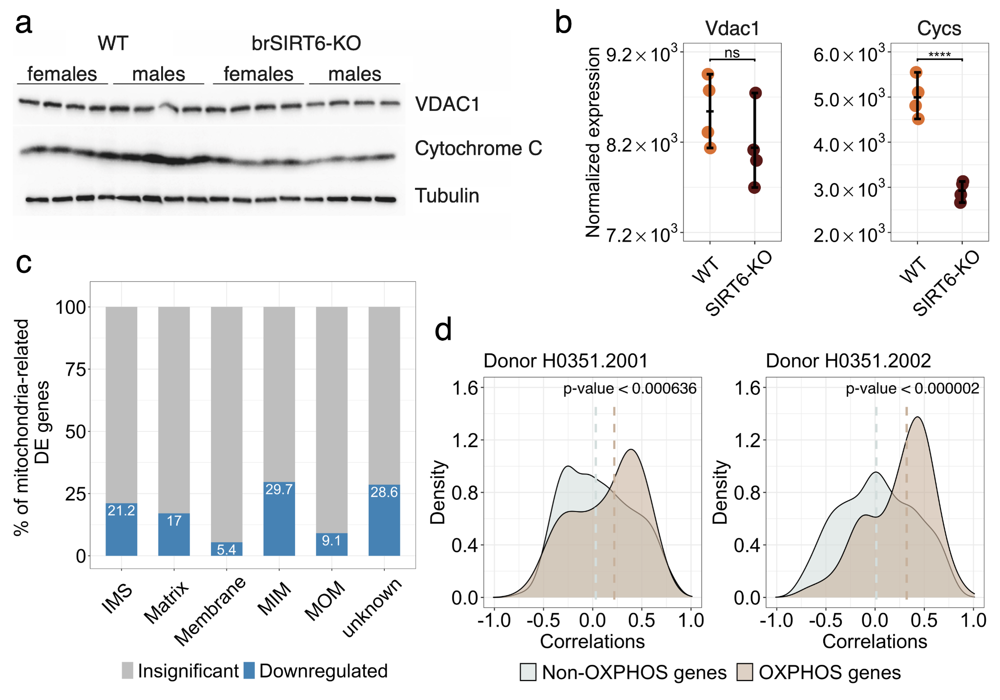 a
WT brSIRT6-KO
females males females males
VDAC1
Cytochrome C
Tubulin
b
Vdac1
Normalized expression
9.2×10³
8.2×10³
7.2×10³
ns
WT
SIRT6-KO
Cycs
6.0×10³
5.0×10³
4.0×10³
3.0×10³
2.0×10³
****
WT
SIRT6-KO
c
% of mitochondria-related
DE genes
100
75
50
25
0
21.2
17
5.4
29.7
9.1
28.6
IMS
Matrix
Membrane
MIM
MOM
unknown
Insignificant Downregulated
d
Donor H0351.2001
p-value < 0.000636
Density
1.6
1.2
0.8
0.4
0.0
-1.0 -0.5 0.0 0.5 1.0
Correlations
Donor H0351.2002
p-value < 0.000002
Density
1.6
1.2
0.8
0.4
0.0
-1.0 -0.5 0.0 0.5 1.0
Correlations
Non-OXPHOS genes OXPHOS genes